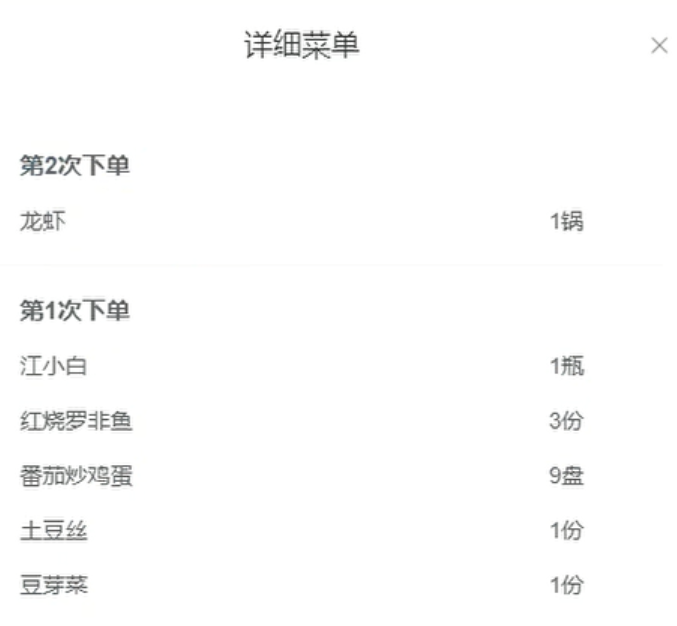 详细菜单
第2次下单
龙虾 1锅
第1次下单
江小白 1瓶
红烧罗非鱼 3份
番茄炒鸡蛋 9盘
土豆丝 1份
豆芽菜 1份